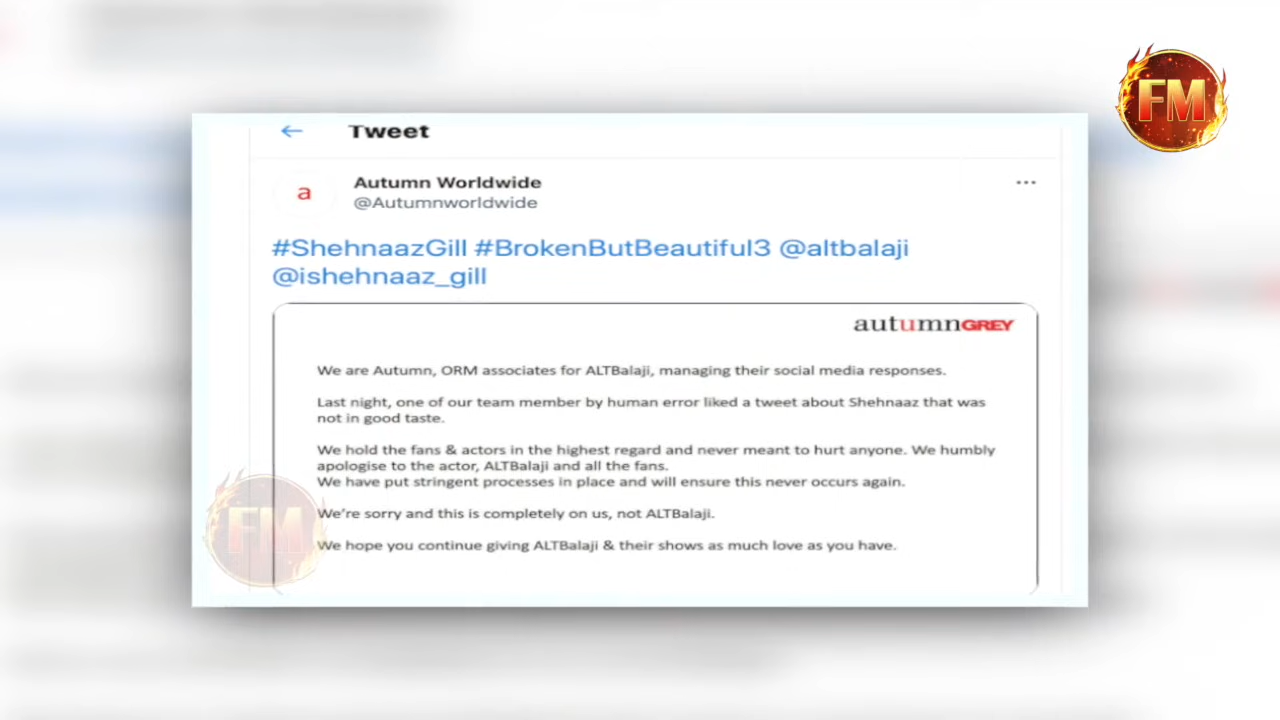 FM
Tweet
a
Autumn Worldwide
@Autumnworldwide
#ShehnaazGill #BrokenButBeautiful3 @altbalaji
@ishehnaaz_gill
autumnGREY
We are Autumn, ORM associates for ALTBalaji, managing their social media responses.
Last night, one of our team member by human error liked a tweet about Shehnaaz that was
not in good taste.
We hold the fans & actors in the highest regard and never meant to hurt anyone. We humbly
apologise to the actor, ALTBalaji and all the fans.
We have put stringent processes in place and will ensure this never occurs again.
FM
We're sorry and this is completely on us, not ALTBalaji.
We hope you continue giving ALTBalaji & their shows as much love as you have.